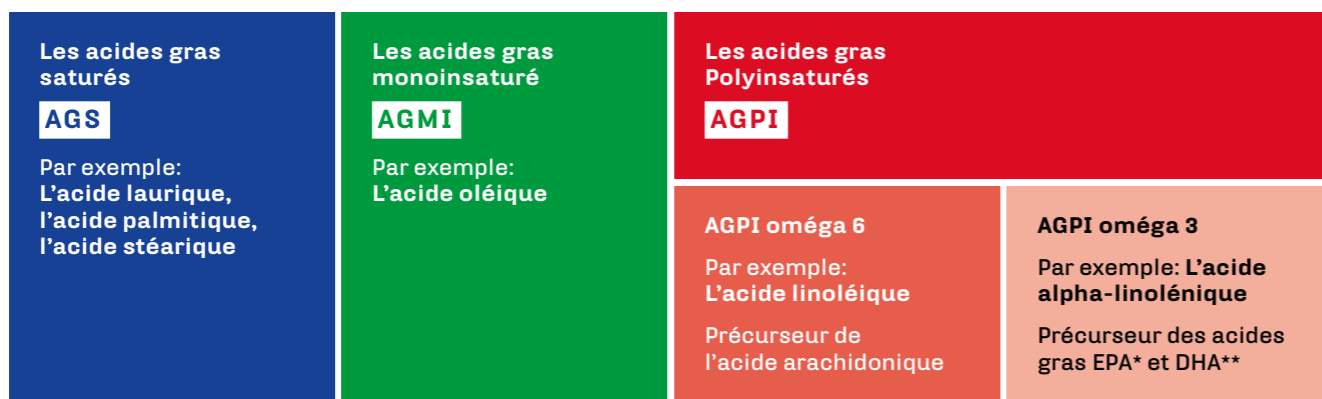 Les acides gras
saturés
AGS
Par exemple:
L'acide laurique,
l'acide palmitique,
l'acide stéarique
Les acides gras
monoinsaturé
AGMI
Par exemple:
L'acide oléique
Les acides gras
Polyinsaturés
AGPI
AGPI oméga 6
Par exemple:
L'acide linoléique
Précurseur de
l'acide arachidonique
AGPI oméga 3
Par exemple: L'acide
alpha-linolénique
Précurseur des acides
gras EPA* et DHA**